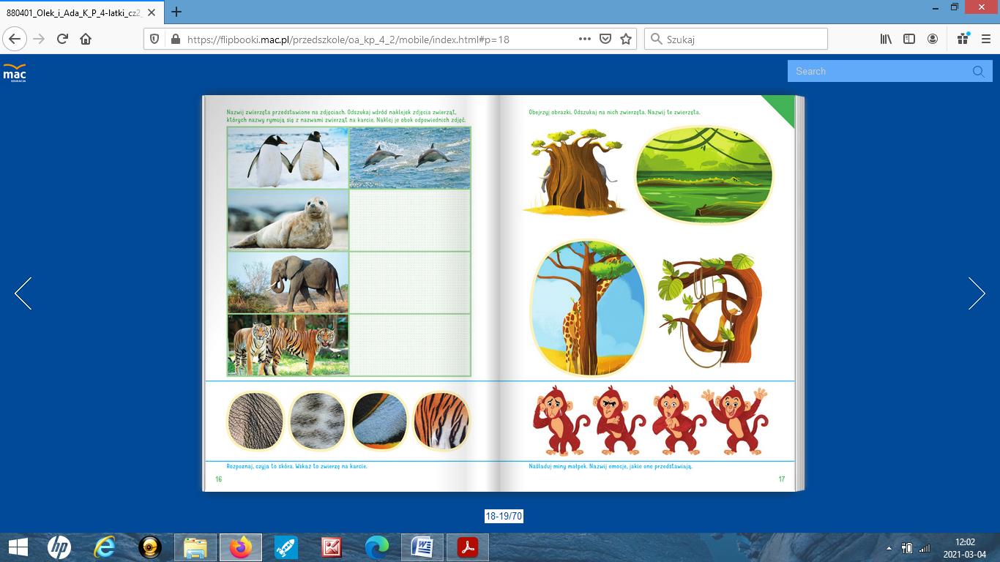 880401_Olek_i_Ada_K_P_4-latki_cz2_
https://flipbooki.mac.pl/przedszkole/oa_kp_4_2/mobile/index.html#p=18
Szukaj
mac
EDUKACJA
Search
Nazwij zwierzęta przedstawione na zdjęciach. Odszukaj wśród naklejek zdjęcia zwierząt,
których nazwy rymują się z nazwami zwierząt na karcie. Naklej je obok odpowiednich zdjęć.
Obejrzyj obrazki. Odszukaj na nich zwierzęta. Nazwij te zwierzęta.
Rozpoznaj, czyja to skóra. Wskaż to zwierzę na karcie.
Naśladuj miny małpek. Nazwij emocje, jakie one przedstawiają.
16
17
18-19/70
hp
12:02
2021-03-04